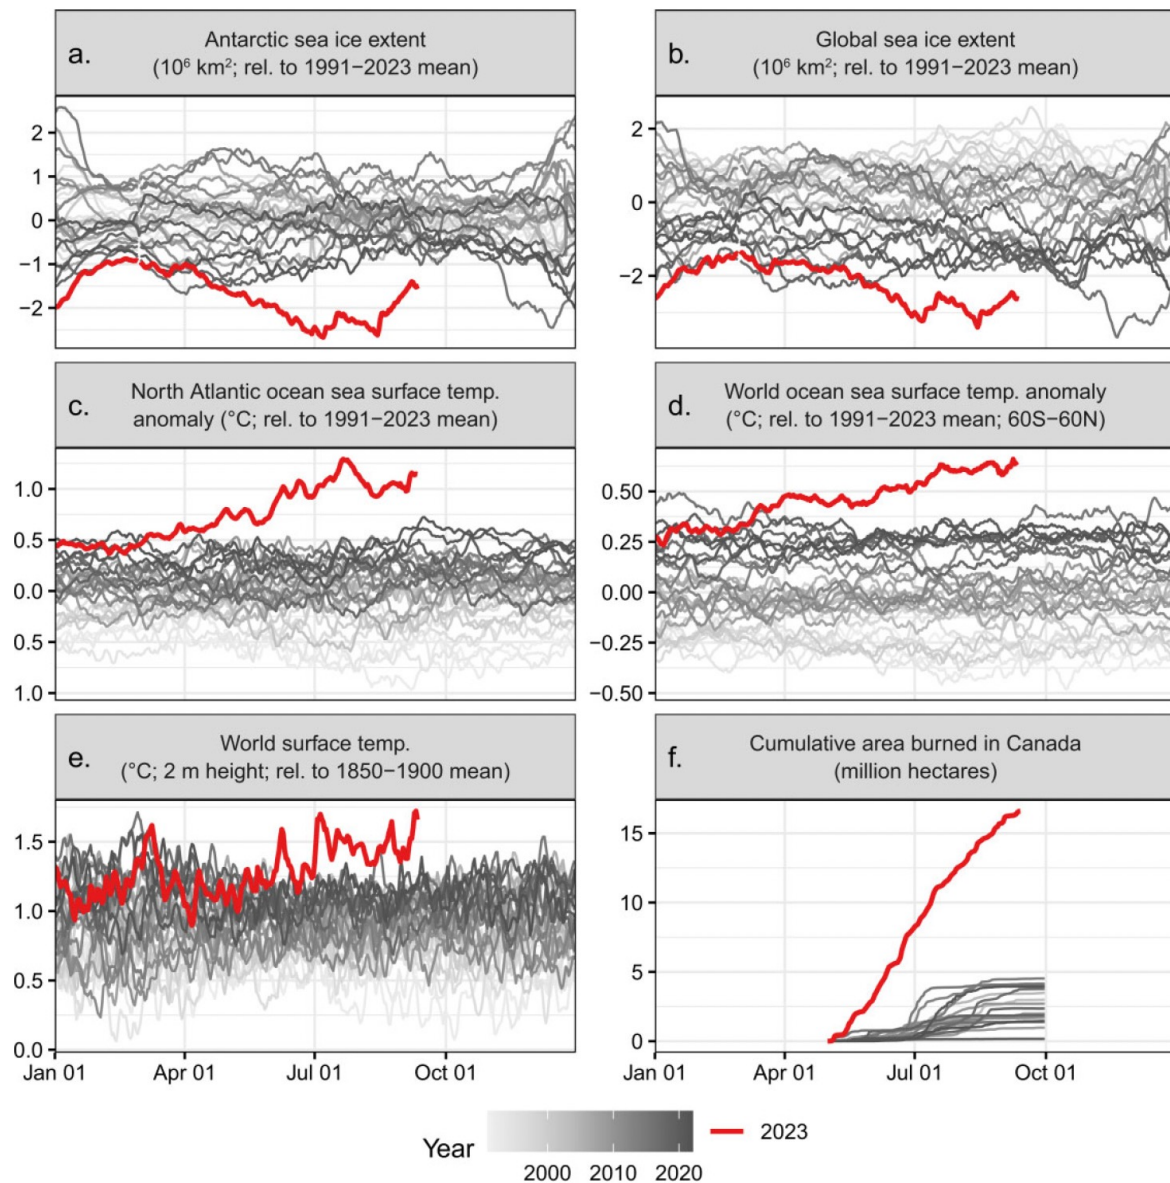 a.
Antarctic sea ice extent
(10⁶ km²; rel. to 1991−2023 mean)
b.
Global sea ice extent
(10⁶ km²; rel. to 1991−2023 mean)
2
1
0
−1
−2
2
0
−2
c.
North Atlantic ocean sea surface temp.
anomaly (°C; rel. to 1991−2023 mean)
d.
World ocean sea surface temp. anomaly
(°C; rel. to 1991−2023 mean; 60S−60N)
1.0
0.5
0.0
0.5
1.0
0.50
0.25
0.00
−0.25
−0.50
e.
World surface temp.
(°C; 2 m height; rel. to 1850−1900 mean)
f.
Cumulative area burned in Canada
(million hectares)
1.5
1.0
0.5
0.0
15
10
5
0
Jan 01 Apr 01 Jul 01 Oct 01
Jan 01 Apr 01 Jul 01 Oct 01
Year
2000 2010 2020
2023